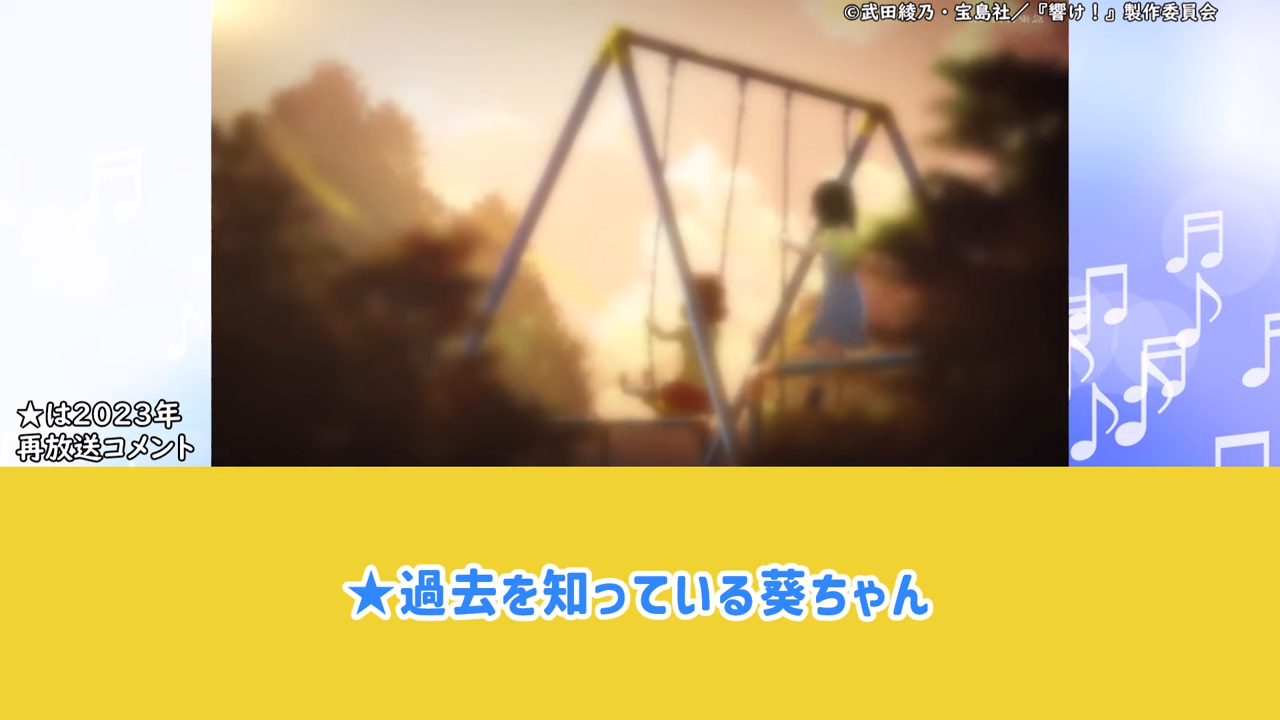 ©武田綾乃・宝島社／『響け！』製作委員会
★は2023年
再放送コメント
★過去を知っている葵ちゃん